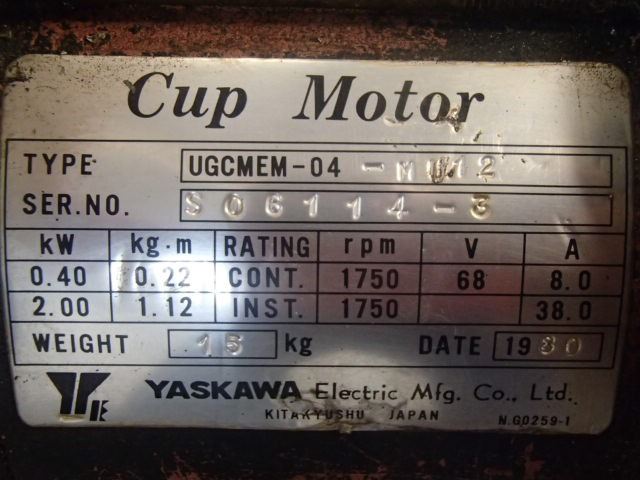 Cup Motor
TYPE UGCMEM-04
SER.NO. S06114-3
kW kg·m RATING rpm V A
0.40 0.22 CONT. 1750 68 8.0
2.00 1.12 INST. 1750 38.0
WEIGHT 15 kg DATE 1980
YASKAWA Electric Mfg. Co., Ltd.
KITAKYUSHU JAPAN N.G0259-1